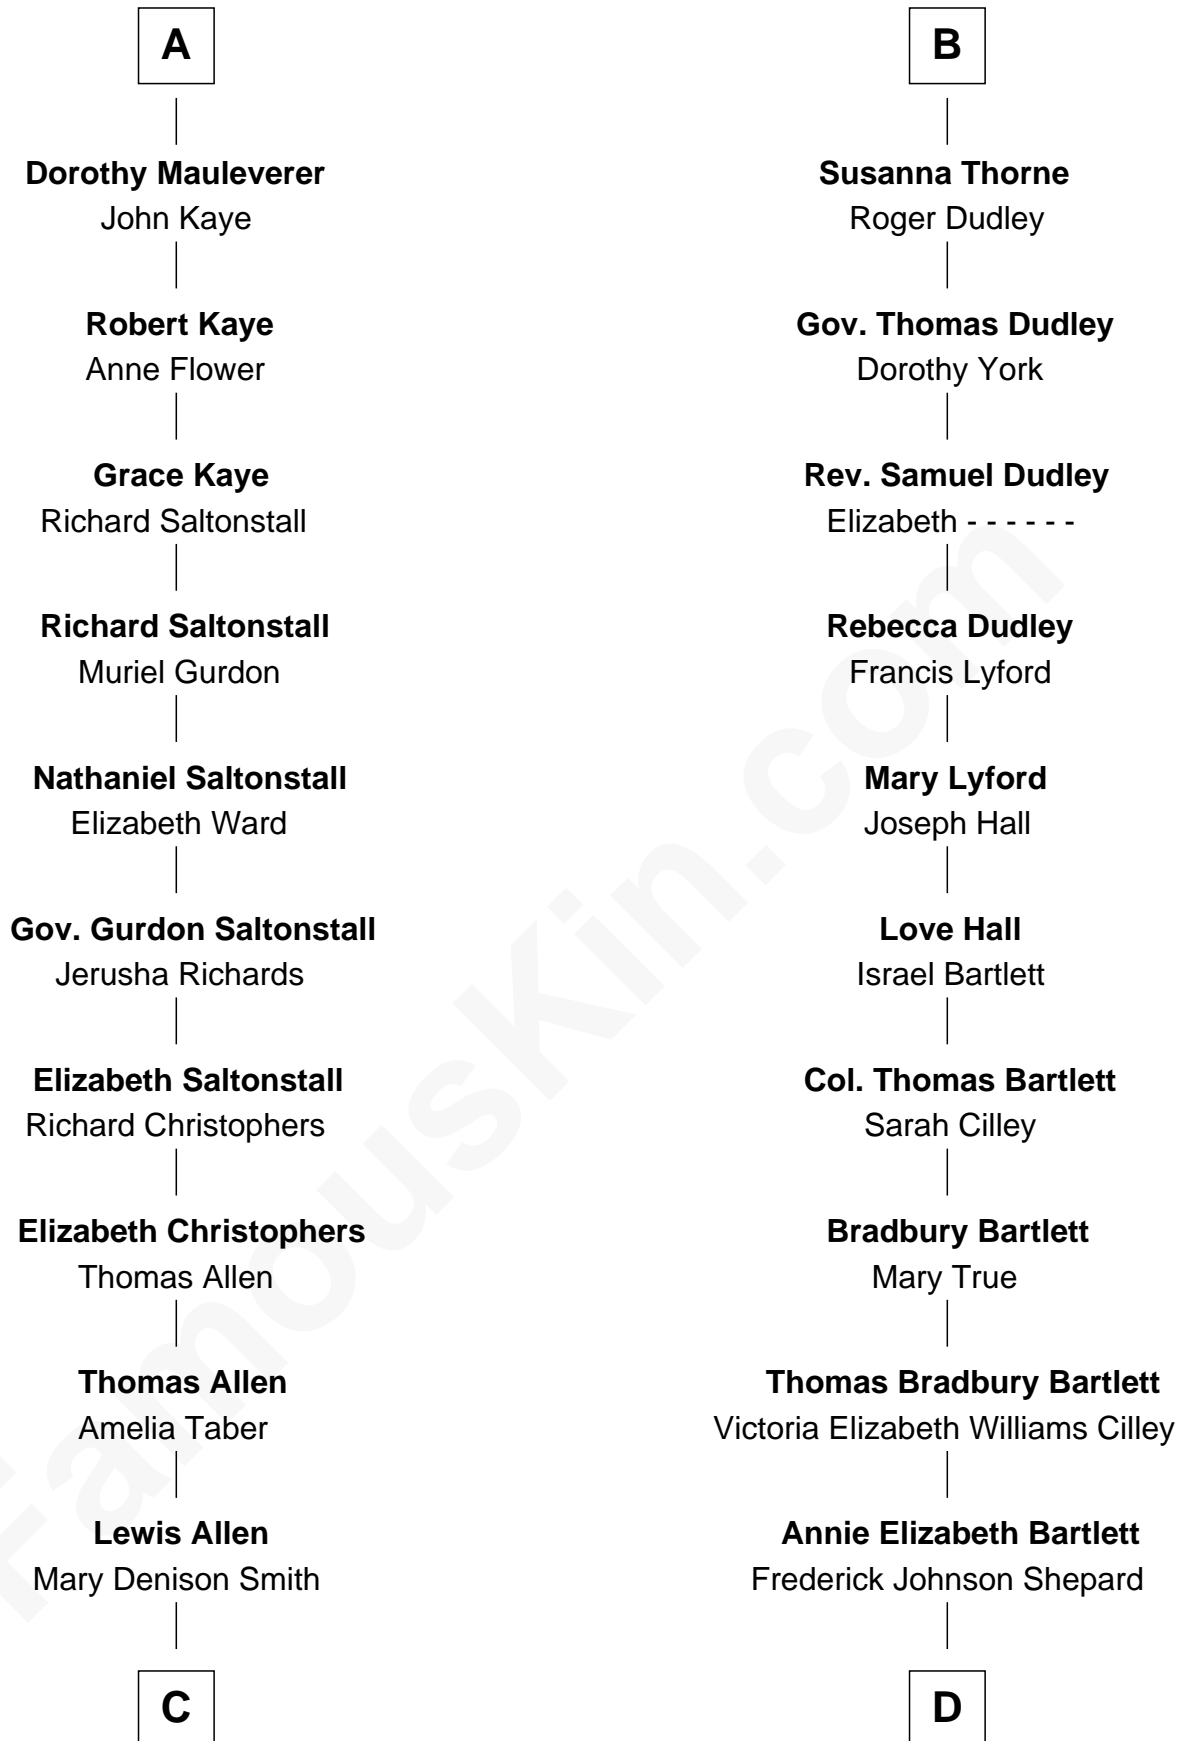 A
Dorothy Mauleverer
John Kaye
Robert Kaye
Anne Flower
Grace Kaye
Richard Saltonstall
Richard Saltonstall
Muriel Gurdon
Nathaniel Saltonstall
Elizabeth Ward
Gov. Gurdon Saltonstall
Jerusha Richards
Elizabeth Saltonstall
Richard Christophers
Elizabeth Christophers
Thomas Allen
Thomas Allen
Amelia Taber
Lewis Allen
Mary Denison Smith
C
B
Susanna Thorne
Roger Dudley
Gov. Thomas Dudley
Dorothy York
Rev. Samuel Dudley
Elizabeth - - - - - -
Rebecca Dudley
Francis Lyford
Mary Lyford
Joseph Hall
Love Hall
Israel Bartlett
Col. Thomas Bartlett
Sarah Cilley
Bradbury Bartlett
Mary True
Thomas Bradbury Bartlett
Victoria Elizabeth Williams Cilley
Annie Elizabeth Bartlett
Frederick Johnson Shepard
D
FamousKin.com